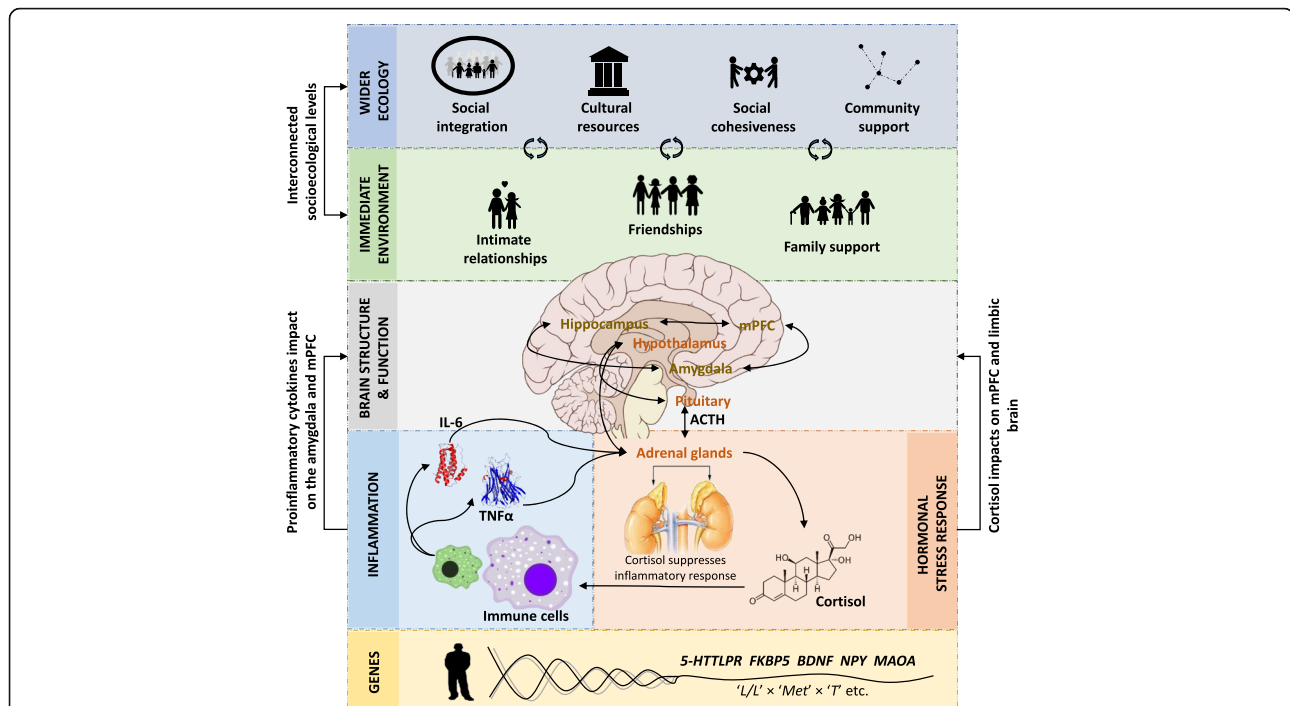 Interconnected
socioecological levels
WIDER
ECOLOGY
Social
integration
Cultural
resources
Social
cohesiveness
Community
support
IMMEDIATE
ENVIRONMENT
Intimate
relationships
Friendships
Family support
Proinflammatory cytokines impact
on the amygdala and mPFC
BRAIN STRUCTURE
& FUNCTION
Hippocampus
mPFC
Hypothalamus
Amygdala
Pituitary
ACTH
Cortisol impacts on mPFC and limbic
brain
INFLAMMATION
IL-6
TNFα
Immune cells
Adrenal glands
Cortisol suppresses
inflammatory response
O
HO
OH
OH
H
H
H
O
Cortisol
HORMONAL
STRESS RESPONSE
GENES
5-HTTLPR FKBP5 BDNF NPY MAOA
‘L/L’ × ‘Met’ × ‘T’ etc.